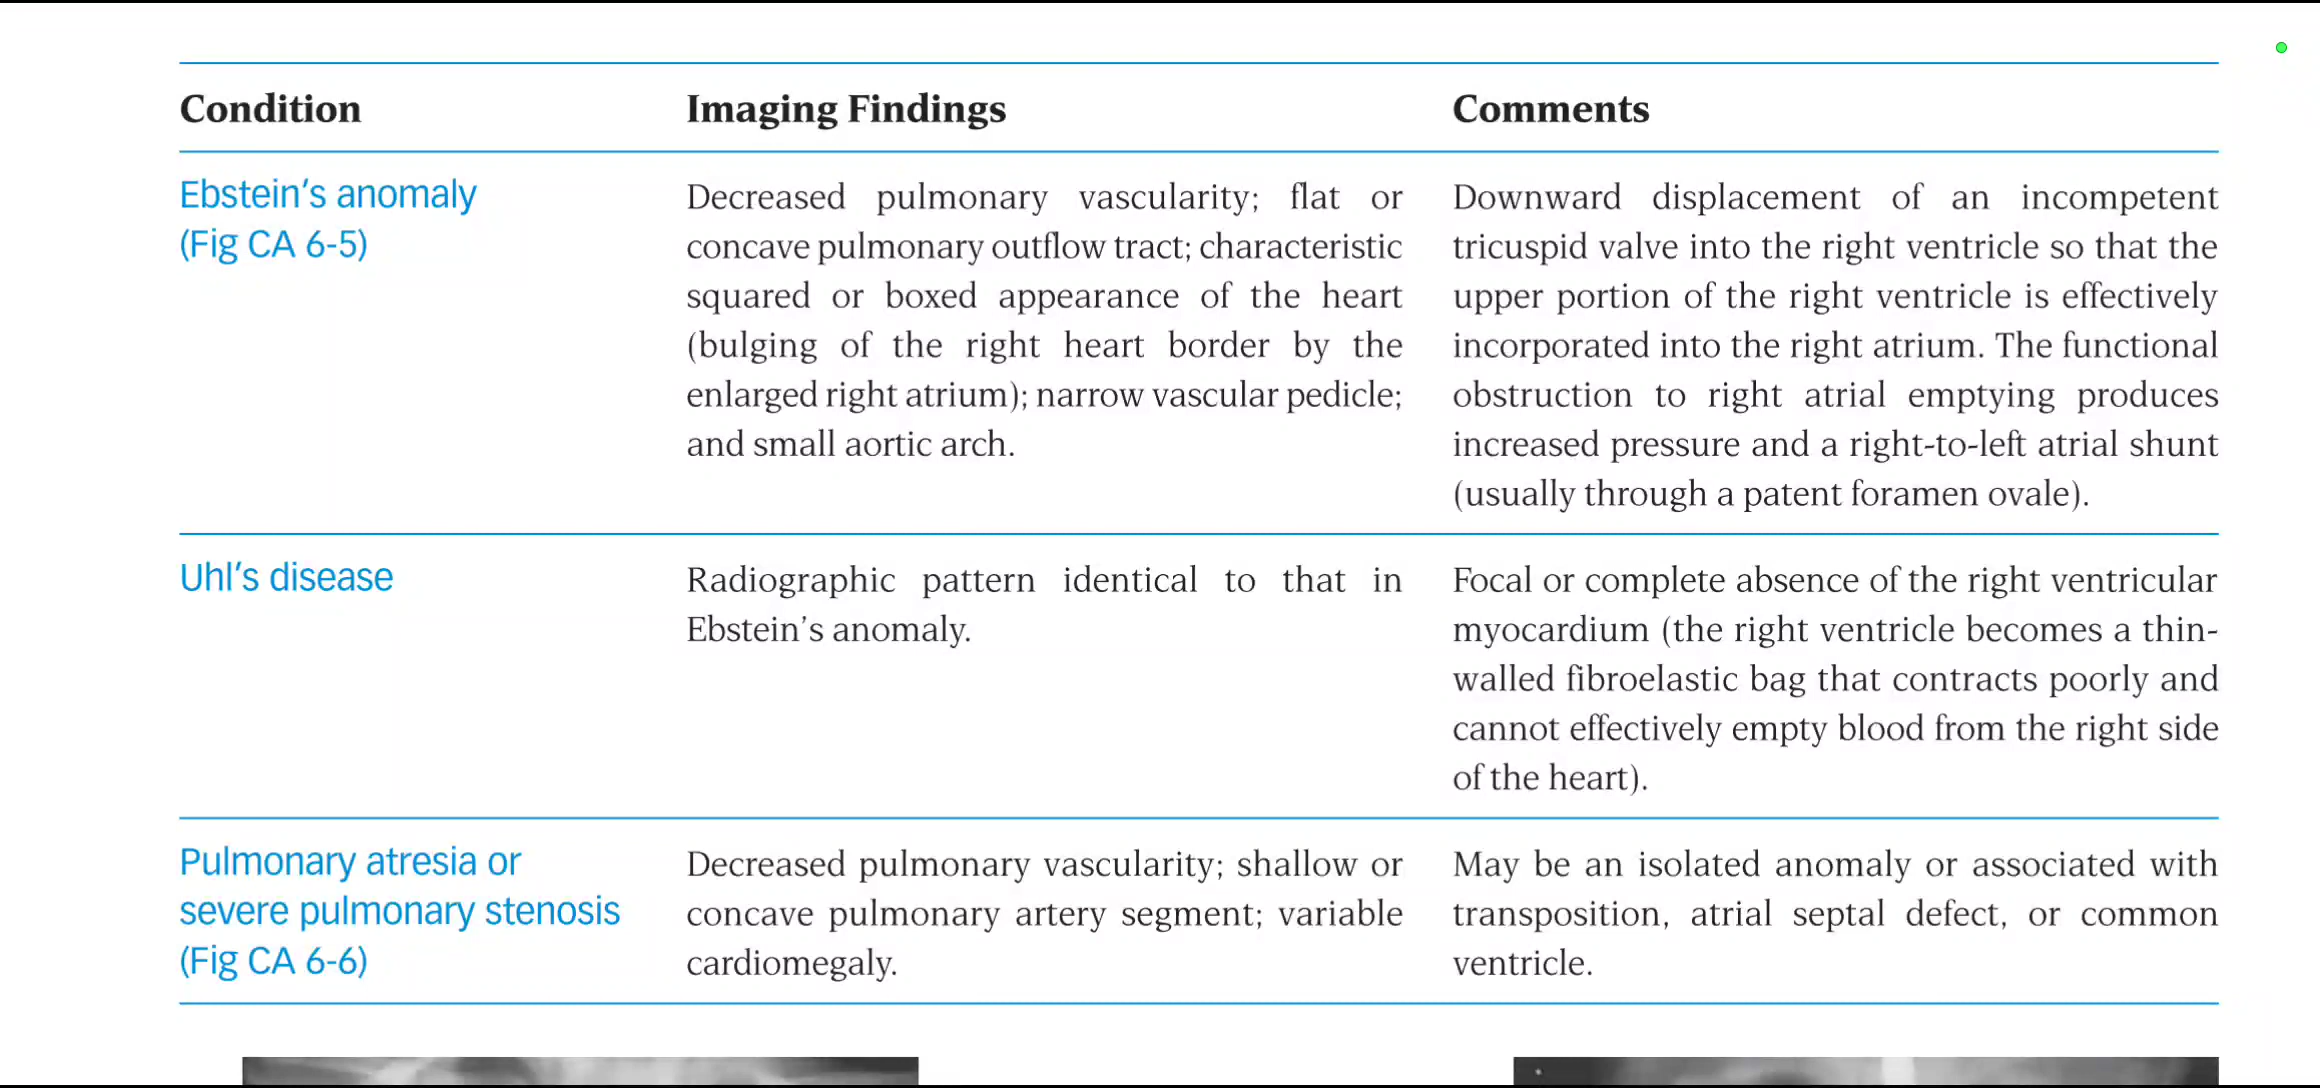 Condition
Imaging Findings
Comments
Ebstein's anomaly
(Fig CA 6-5)
Decreased pulmonary vascularity; flat or
concave pulmonary outflow tract; characteristic
squared or boxed appearance of the heart
(bulging of the right heart border by the
enlarged right atrium); narrow vascular pedicle;
and small aortic arch.
Downward displacement of an incompetent
tricuspid valve into the right ventricle so that the
upper portion of the right ventricle is effectively
incorporated into the right atrium. The functional
obstruction to right atrial emptying produces
increased pressure and a right-to-left atrial shunt
(usually through a patent foramen ovale).
Uhl's disease
Radiographic pattern identical to that in
Ebstein's anomaly.
Focal or complete absence of the right ventricular
myocardium (the right ventricle becomes a thin-
walled fibroelastic bag that contracts poorly and
cannot effectively empty blood from the right side
of the heart).
Pulmonary atresia or
severe pulmonary stenosis
(Fig CA 6-6)
Decreased pulmonary vascularity; shallow or
concave pulmonary artery segment; variable
cardiomegaly.
May be an isolated anomaly or associated with
transposition, atrial septal defect, or common
ventricle.